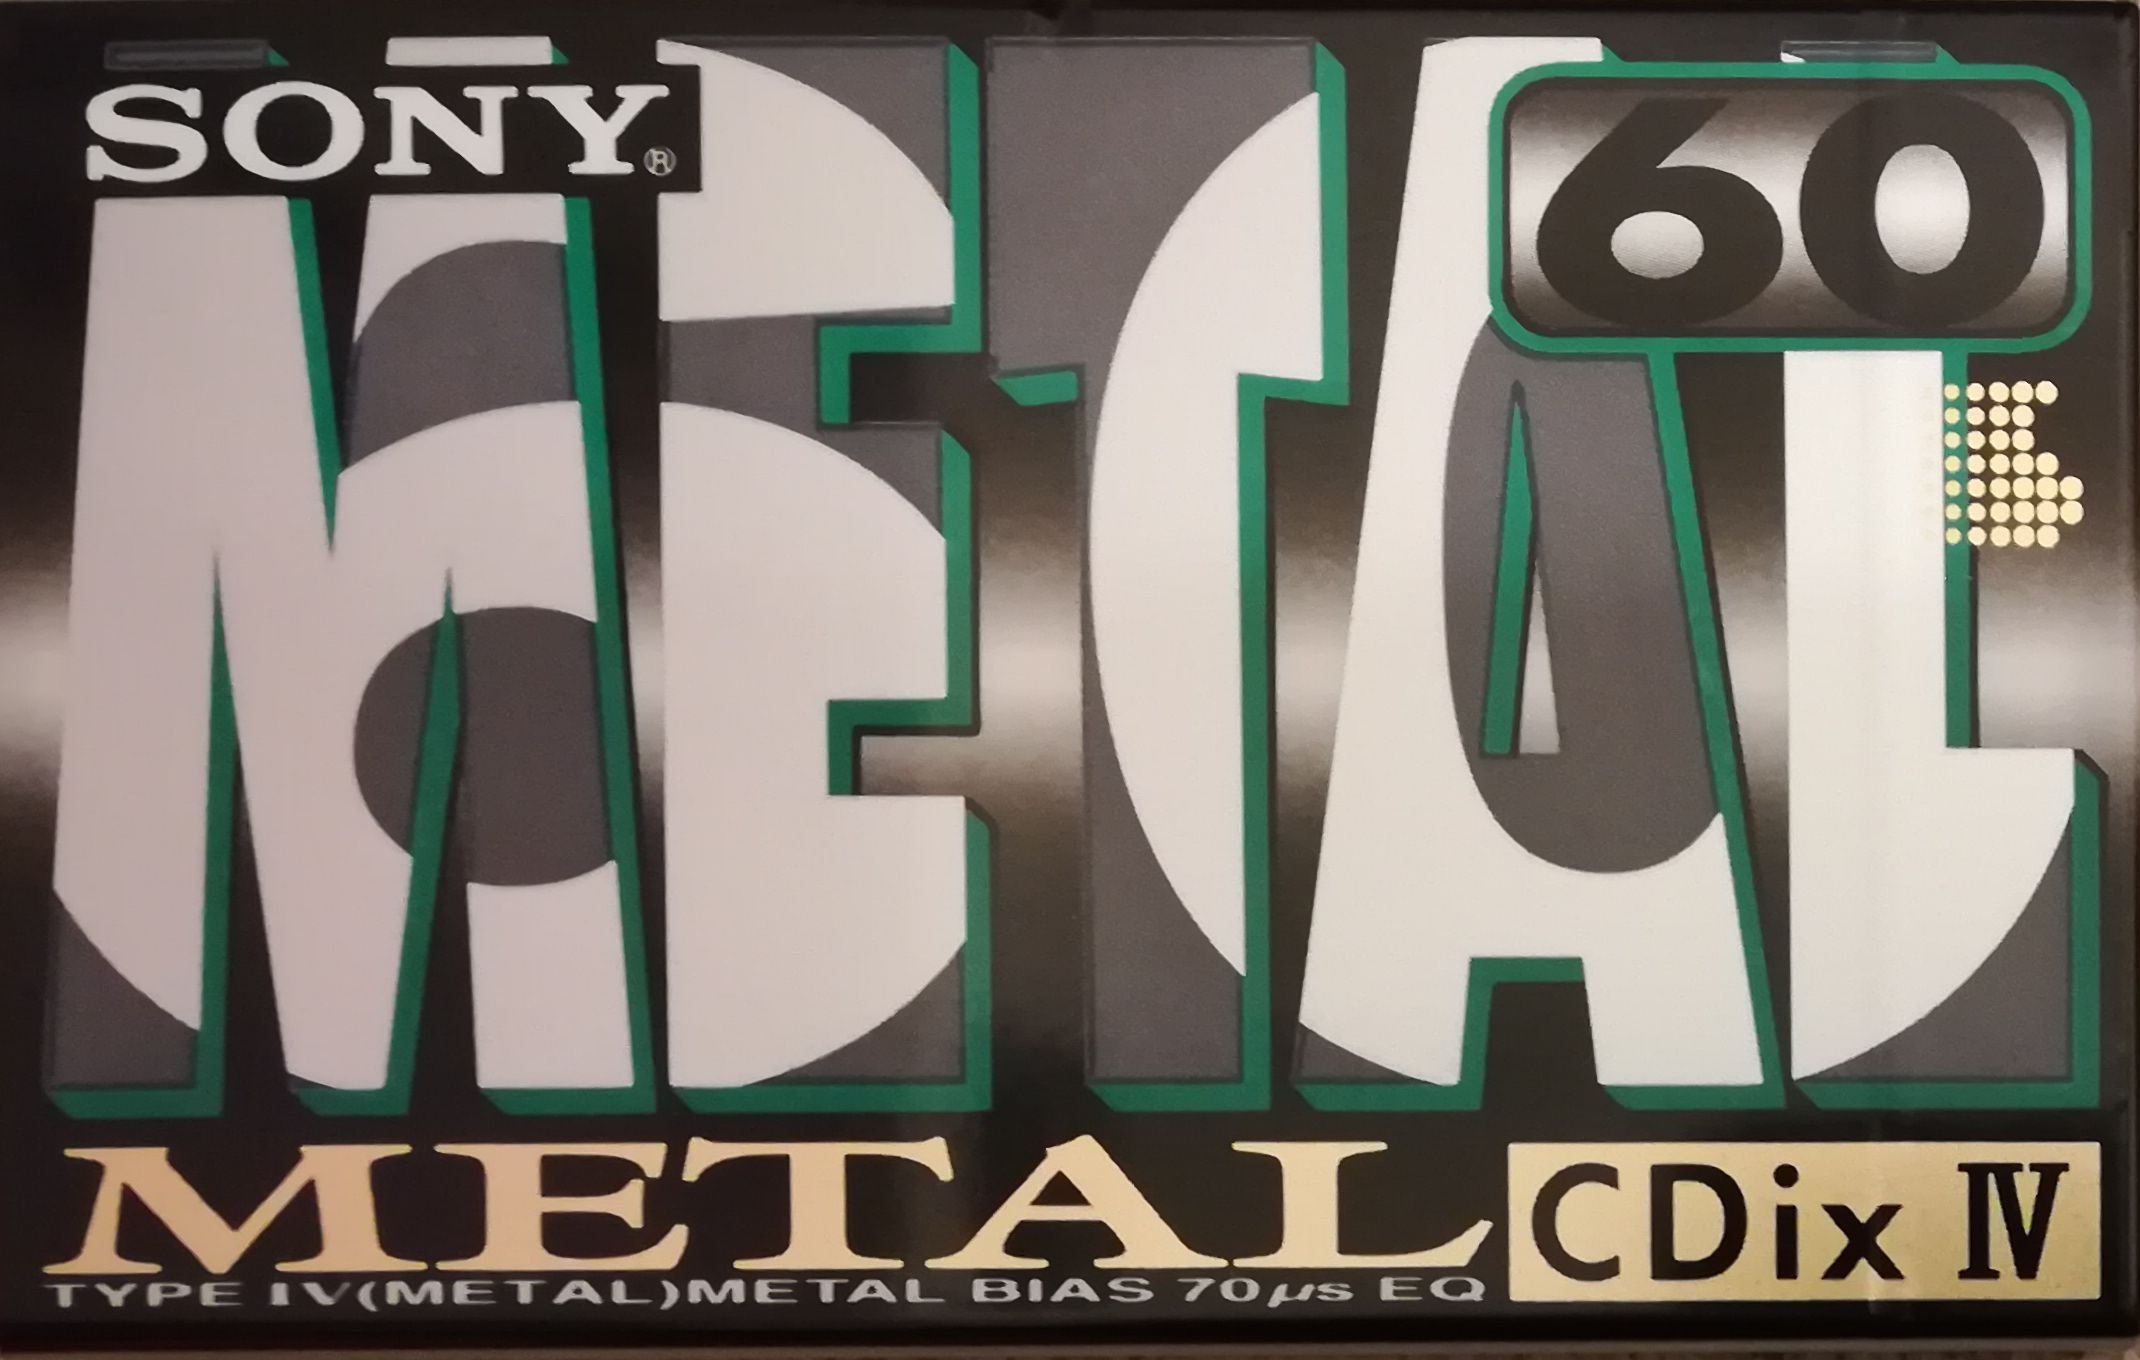 SONY®
60
METAL
METAL CDix IV
TYPE IV(METAL)METAL BIAS 70μs EQ